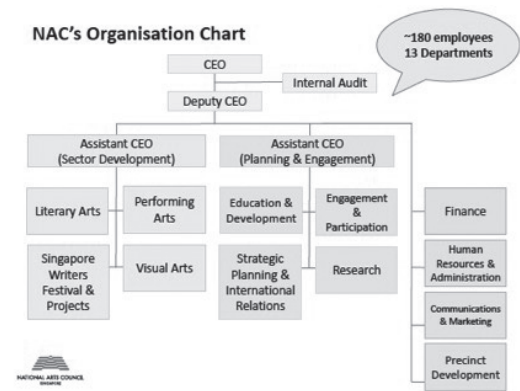 NAC's Organisation Chart
~180 employees
13 Departments
CEO
Internal Audit
Deputy CEO
Assistant CEO
(Sector Development)
Assistant CEO
(Planning & Engagement)
Literary Arts
Performing
Arts
Education &
Development
Engagement
&
Participation
Finance
Singapore
Writers
Festival &
Projects
Visual Arts
Strategic
Planning &
International
Relations
Research
Human
Resources &
Administration
Communications
& Marketing
Precinct
Development
NATIONAL ARTS COUNCIL
SINGAPORE